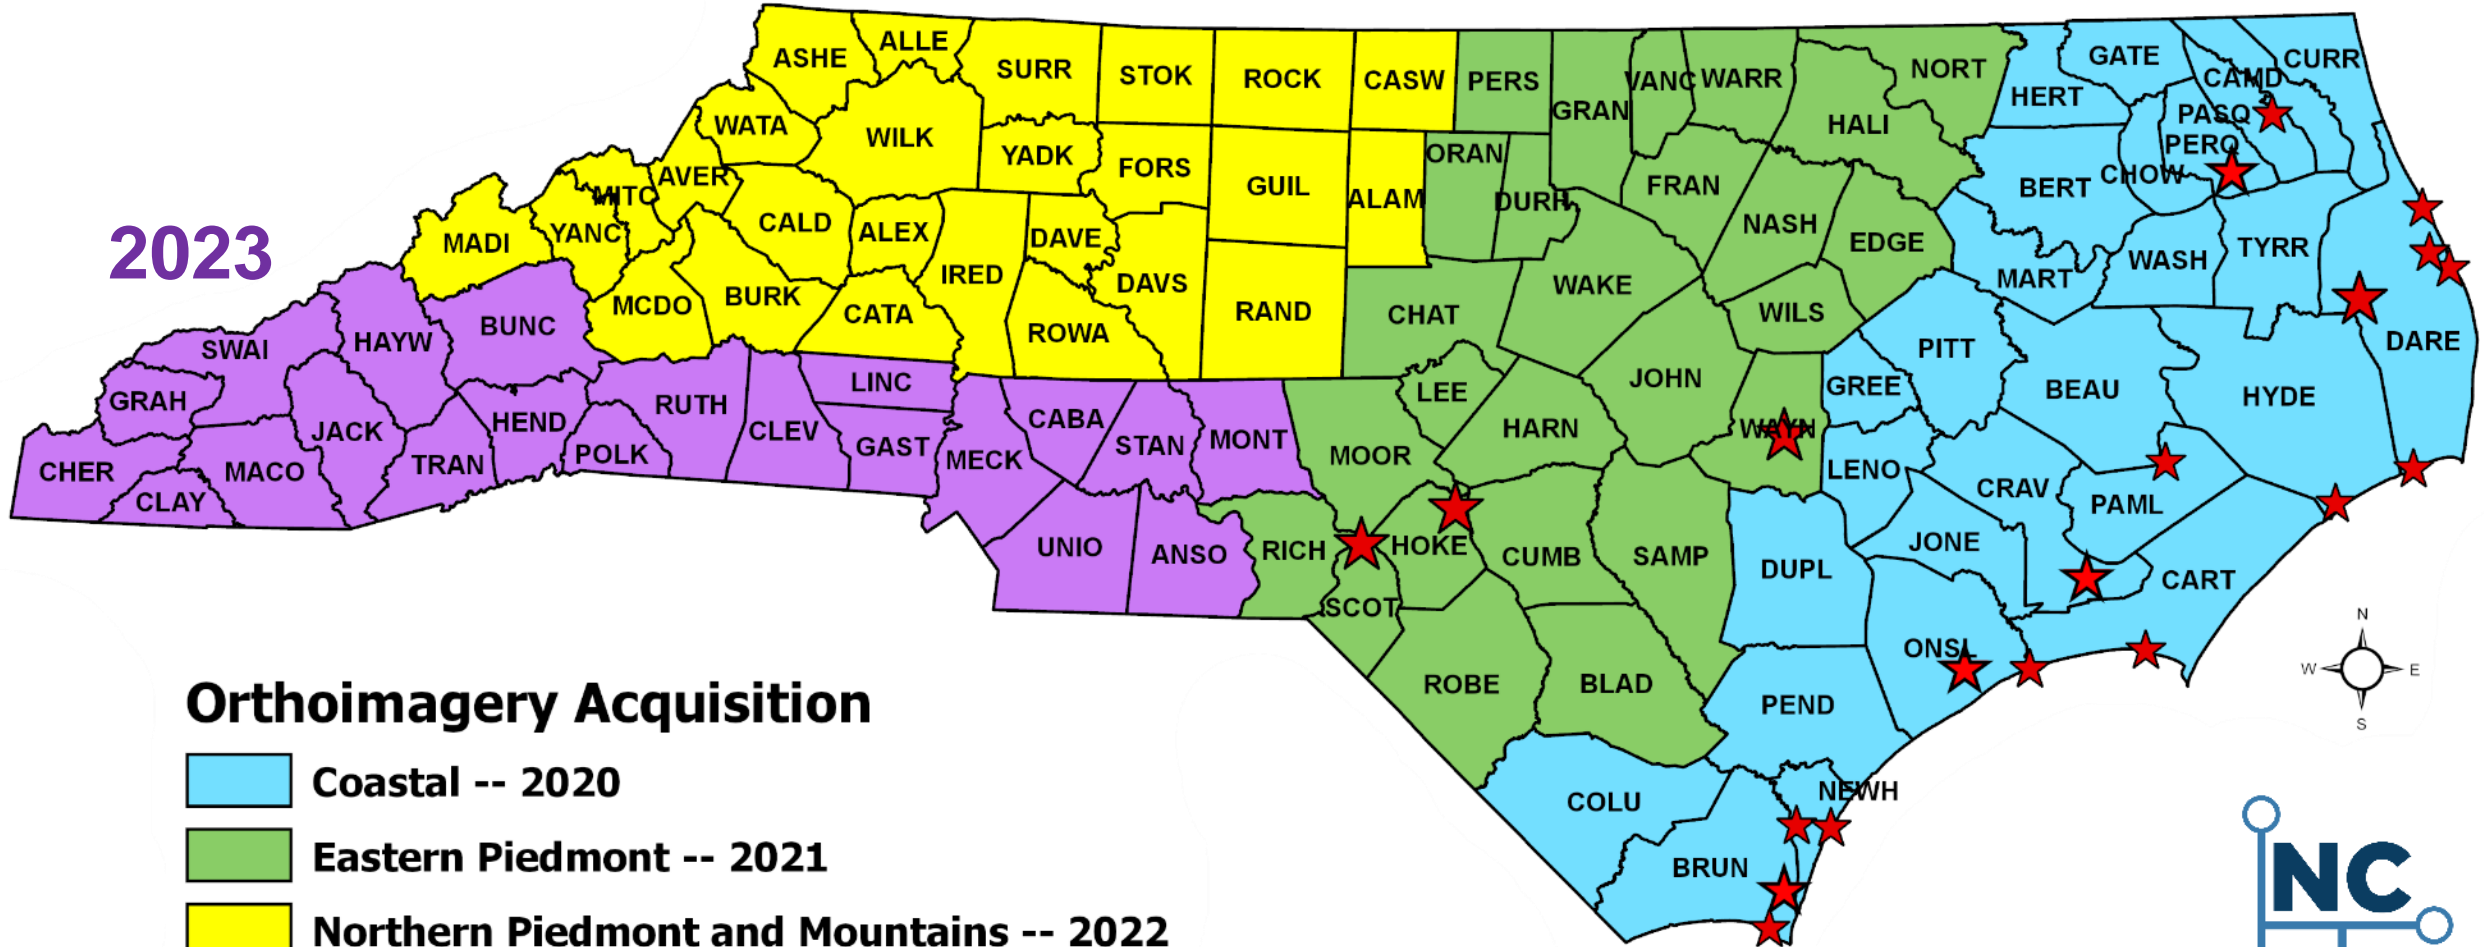 ASHE
ALLE
SURR
STOK
ROCK
CASW
PERS
GRAN
VANC
WARR
NORT
HALI
HERT
GATE
CAMD
CURR
PASQ
PERQ
CHOW
BERT
WATA
WILK
YADK
FORS
GUIL
ALAM
ORAN
DURH
FRAN
NASH
EDGE
MART
WASH
TYRR
DARE
AVER
MITC
YANC
MADI
CALD
ALEX
IRED
DAVE
DAVS
RAND
CHAT
WAKE
WILS
PITT
BEAU
HYDE
2023
MCDO
BURK
CATA
ROWA
SWAI
HAYW
BUNC
GRAH
JACK
HEND
RUTH
POLK
CLEV
LINC
GAST
MECK
CABA
STAN
MONT
MOOR
LEE
HARN
JOHN
WAYN
GREE
LENO
CRAV
PAML
CHER
CLAY
MACO
TRAN
UNIO
ANSO
RICH
HOKE
SCOT
CUMB
SAMP
DUPL
JONE
CART
ONSL
ROBE
BLAD
PEND
COLU
NEWH
BRUN
N
W
E
S
Orthoimagery Acquisition
Coastal -- 2020
Eastern Piedmont -- 2021
Northern Piedmont and Mountains -- 2022
NC